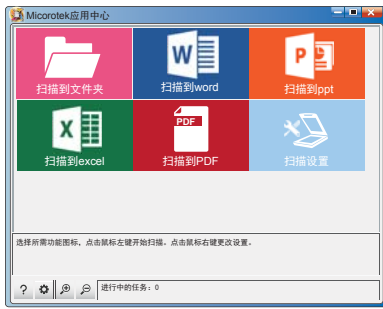 Micorotek应用中心
扫描到文件夹
W
扫描到word
P
扫描到ppt
X
扫描到excel
PDF
扫描到PDF
扫描设置
选择所需功能图标，点击鼠标左键开始扫描。点击鼠标右键更改设置。
?
进行中的任务：0